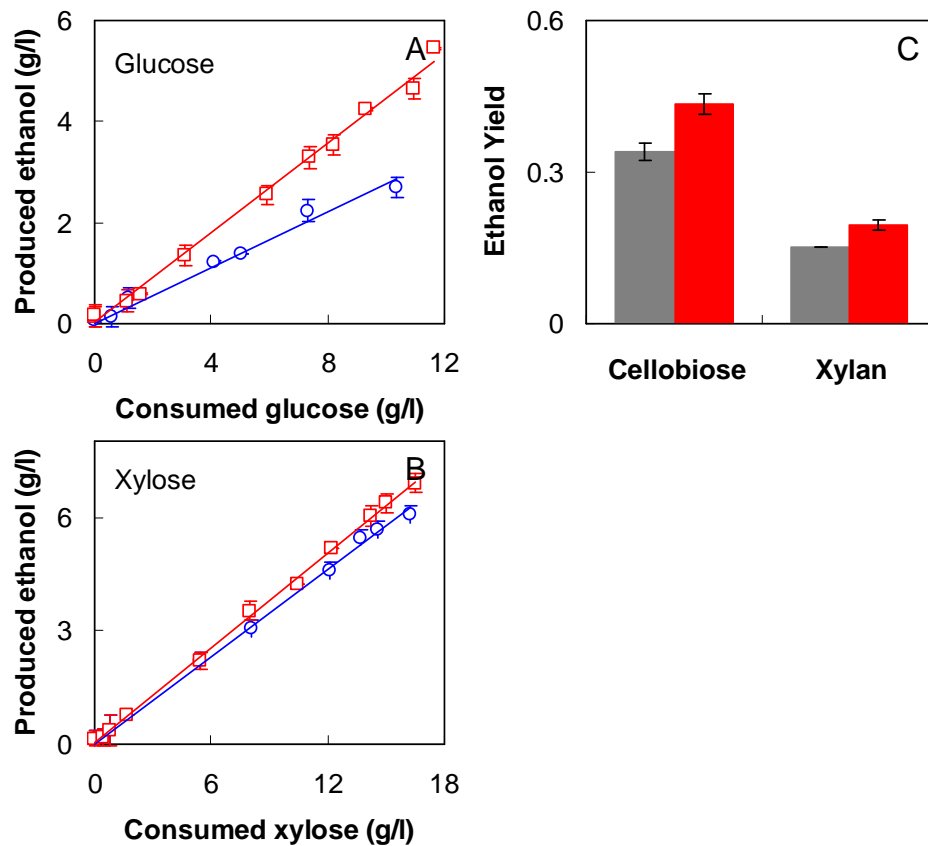 Produced ethanol (g/l)
6
4
2
0
A
Glucose
0 4 8 12
Consumed glucose (g/l)
Ethanol Yield
0.6
0.3
0
C
Cellobiose Xylan
Produced ethanol (g/l)
6
3
0
B
Xylose
0 6 12 18
Consumed xylose (g/l)